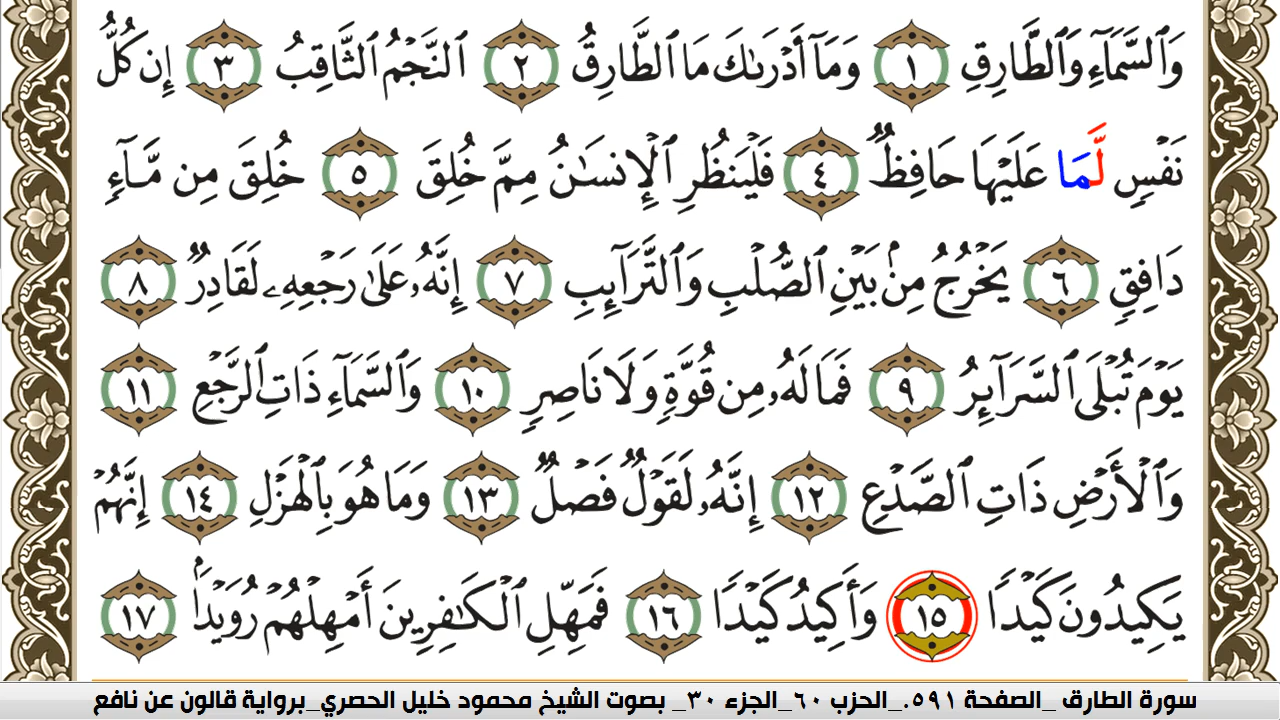 وَٱلسَّمَآءِ وَٱلطَّارِقِ ١ وَمَآ أَدْرَىٰكَ مَا ٱلطَّارِقُ ٢ ٱلنَّجْمُ ٱلثَّاقِبُ ٣ إِن كُلُّ
نَفْسٍ لَّمَا عَلَيْهَا حَافِظٌ ٤ فَلْيَنظُرِ ٱلْإِنسَٰنُ مِمَّ خُلِقَ ٥ خُلِقَ مِن مَّآءٍ
دَافِقٍ ٦ يَخْرُجُ مِنۢ بَيْنِ ٱلصُّلْبِ وَٱلتَّرَآئِبِ ٧ إِنَّهُۥ عَلَىٰ رَجْعِهِۦ لَقَادِرٌ ٨
يَوْمَ تُبْلَى ٱلسَّرَآئِرُ ٩ فَمَا لَهُۥ مِن قُوَّةٍ وَلَا نَاصِرٍ ١٠ وَٱلسَّمَآءِ ذَاتِ ٱلرَّجْعِ ١١
وَٱلْأَرْضِ ذَاتِ ٱلصَّدْعِ ١٢ إِنَّهُۥ لَقَوْلٌ فَصْلٌ ١٣ وَمَا هُوَ بِٱلْهَزْلِ ١٤ إِنَّهُمْ
يَكِيدُونَ كَيْدًا ١٥ وَأَكِيدُ كَيْدًا ١٦ فَمَهِّلِ ٱلْكَٰفِرِينَ أَمْهِلْهُمْ رُوَيْدَۢا ١٧
سورة الطارق _الصفحة ٥٩١._الحزب ٦٠_الجزء ٣٠_ بصوت الشيخ محمود خليل الحصري_برواية قالون عن نافع